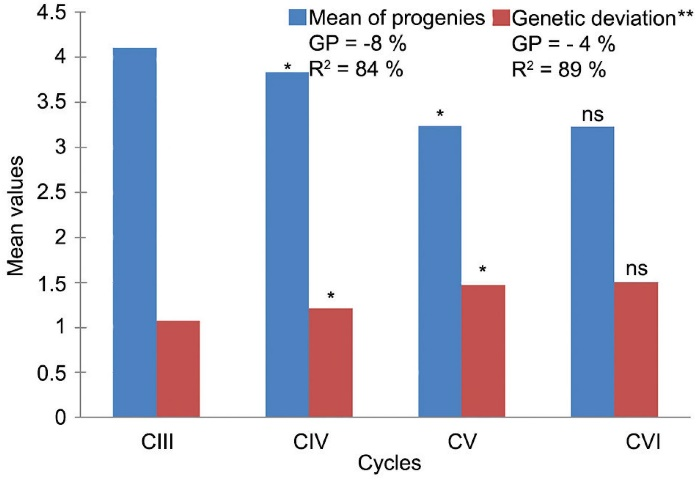 Mean of progenies
GP = -8 %
R² = 84 %
Genetic deviation**
GP = - 4 %
R² = 89 %
Mean values
4.5
4
3.5
3
2.5
2
1.5
1
0.5
0
*
*
*
*
ns
ns
CIII CIV CV CVI
Cycles